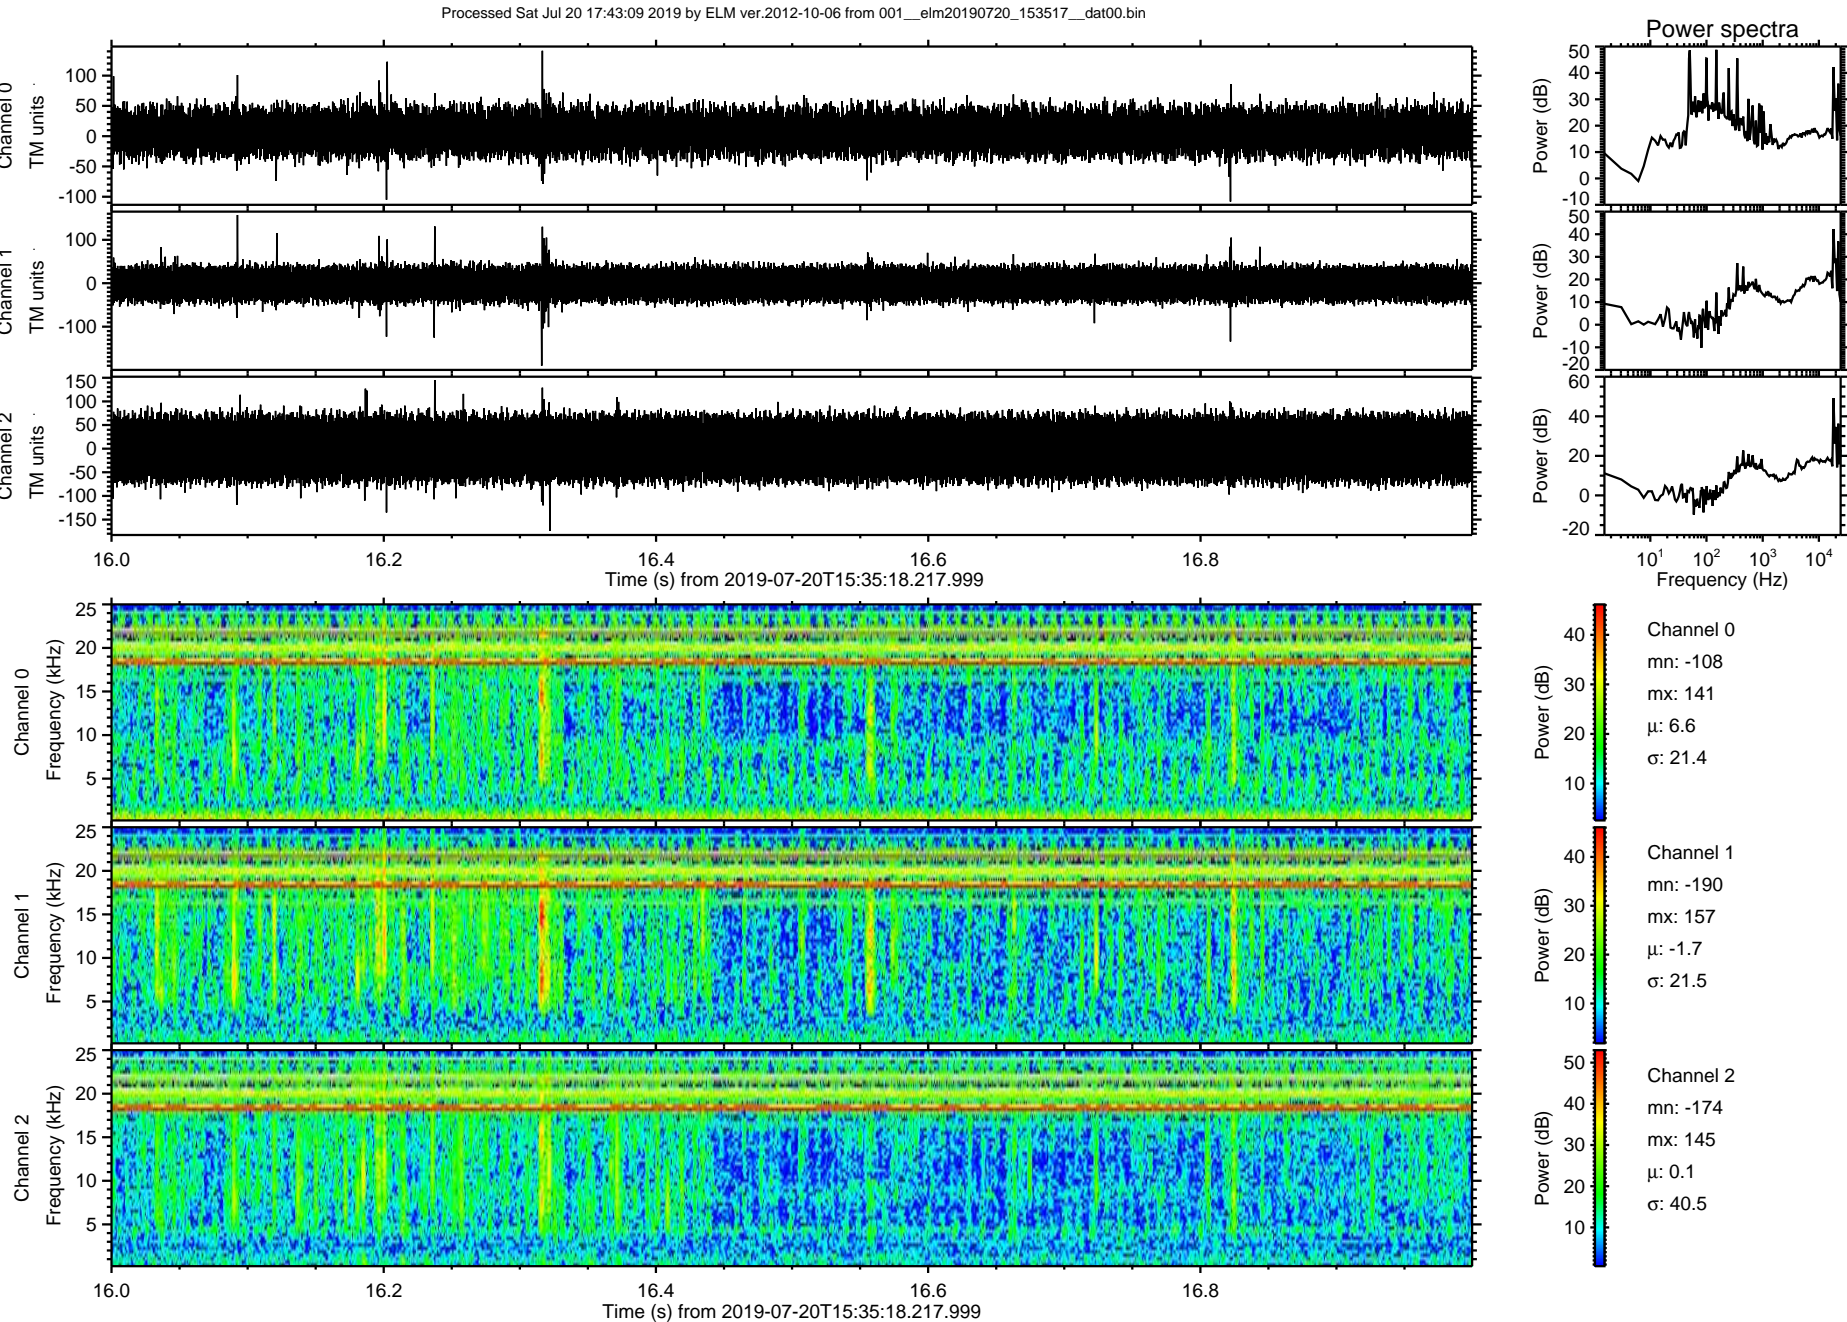 Processed Sat Jul 20 17:43:09 2019 by ELM ver.2012-10-06 from 001__elm20190720_153517__dat00.bin
Power spectra
Channel 0
TM units
100
50
0
-50
-100
Power (dB)
50
40
30
20
10
0
-10
Channel 1
TM units
100
0
-100
Power (dB)
50
40
30
20
10
0
-10
-20
Channel 2
TM units
150
100
50
0
-50
-100
-150
Power (dB)
60
40
20
0
-20
16.0 16.2 16.4 16.6 16.8
Time (s) from 2019-07-20T15:35:18.217.999
10^1 10^2 10^3 10^4
Frequency (Hz)
Channel 0
Frequency (kHz)
25
20
15
10
5
Power (dB)
40
30
20
10
Channel 0
mn: -108
mx: 141
μ: 6.6
σ: 21.4
Channel 1
Frequency (kHz)
25
20
15
10
5
Power (dB)
40
30
20
10
Channel 1
mn: -190
mx: 157
μ: -1.7
σ: 21.5
Channel 2
Frequency (kHz)
25
20
15
10
5
Power (dB)
50
40
30
20
10
Channel 2
mn: -174
mx: 145
μ: 0.1
σ: 40.5
16.0 16.2 16.4 16.6 16.8
Time (s) from 2019-07-20T15:35:18.217.999